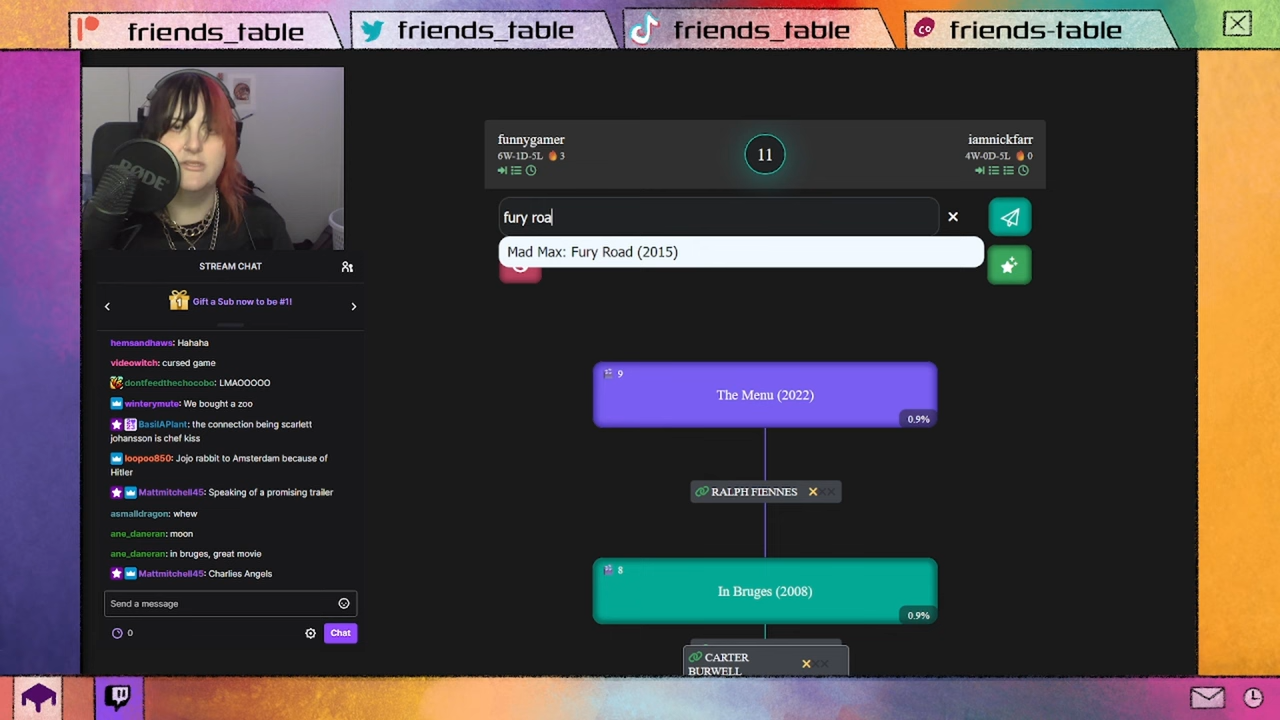 friends_table
friends_table
friends_table
friends-table
RØDE
funnygamer
6W-1D-5L 3
11
iamnickfarr
4W-0D-5L 0
fury roa
Mad Max: Fury Road (2015)
STREAM CHAT
1
Gift a Sub now to be #1!
hemsandhaws: Hahaha
videowitch: cursed game
dontfeedthechocobo: LMAOOOOO
winterymute: We bought a zoo
BasilAPlant: the connection being scarlett
johansson is chef kiss
loopoo850: Jojo rabbit to Amsterdam because of
Hitler
Mattmitchell45: Speaking of a promising trailer
asmalldragon: whew
ane_daneran: moon
ane_daneran: in bruges, great movie
Mattmitchell45: Charlies Angels
Send a message
0
Chat
9
The Menu (2022)
0.9%
RALPH FIENNES
8
In Bruges (2008)
0.9%
CARTER
BURWELL